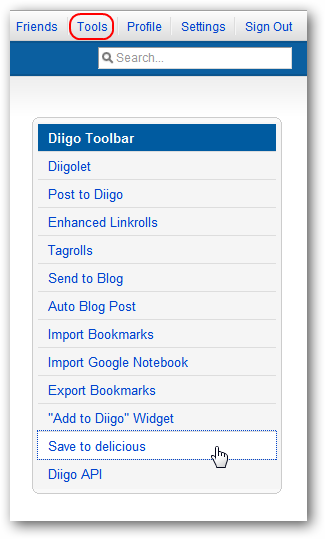 Friends Tools Profile Settings Sign Out
Search...
Diigo Toolbar
Diigolet
Post to Diigo
Enhanced Linkrolls
Tagrolls
Send to Blog
Auto Blog Post
Import Bookmarks
Import Google Notebook
Export Bookmarks
"Add to Diigo" Widget
Save to delicious
Diigo API